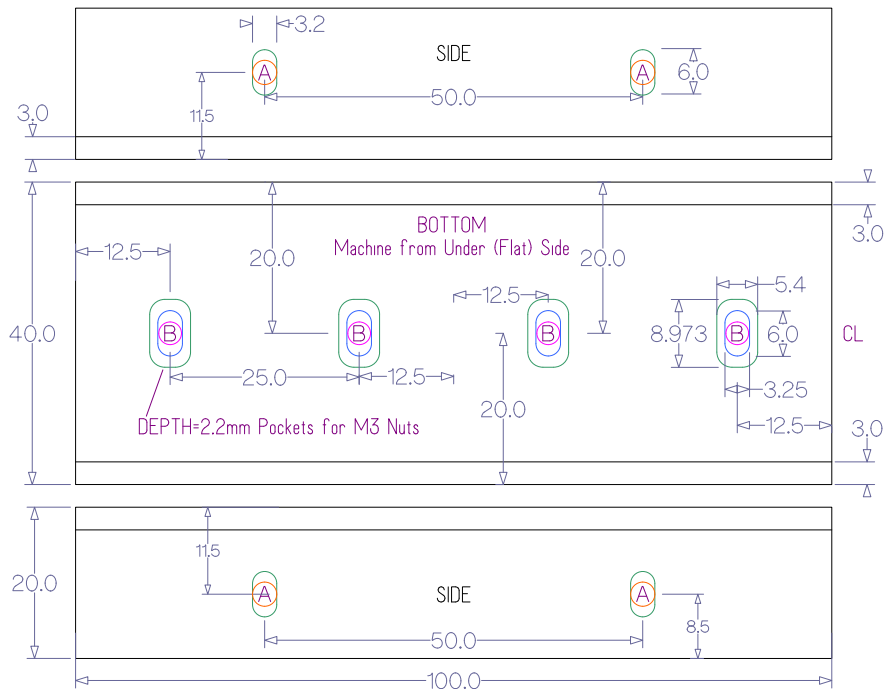 3.2
SIDE
A
A
6.0
50.0
11.5
3.0
BOTTOM
Machine from Under (Flat) Side
3.0
12.5
20.0
20.0
12.5
5.4
40.0
B
B
B
B
8.973
6.0
CL
25.0
12.5
3.25
20.0
12.5
DEPTH=2.2mm Pockets for M3 Nuts
3.0
11.5
20.0
A
SIDE
A
8.5
50.0
100.0